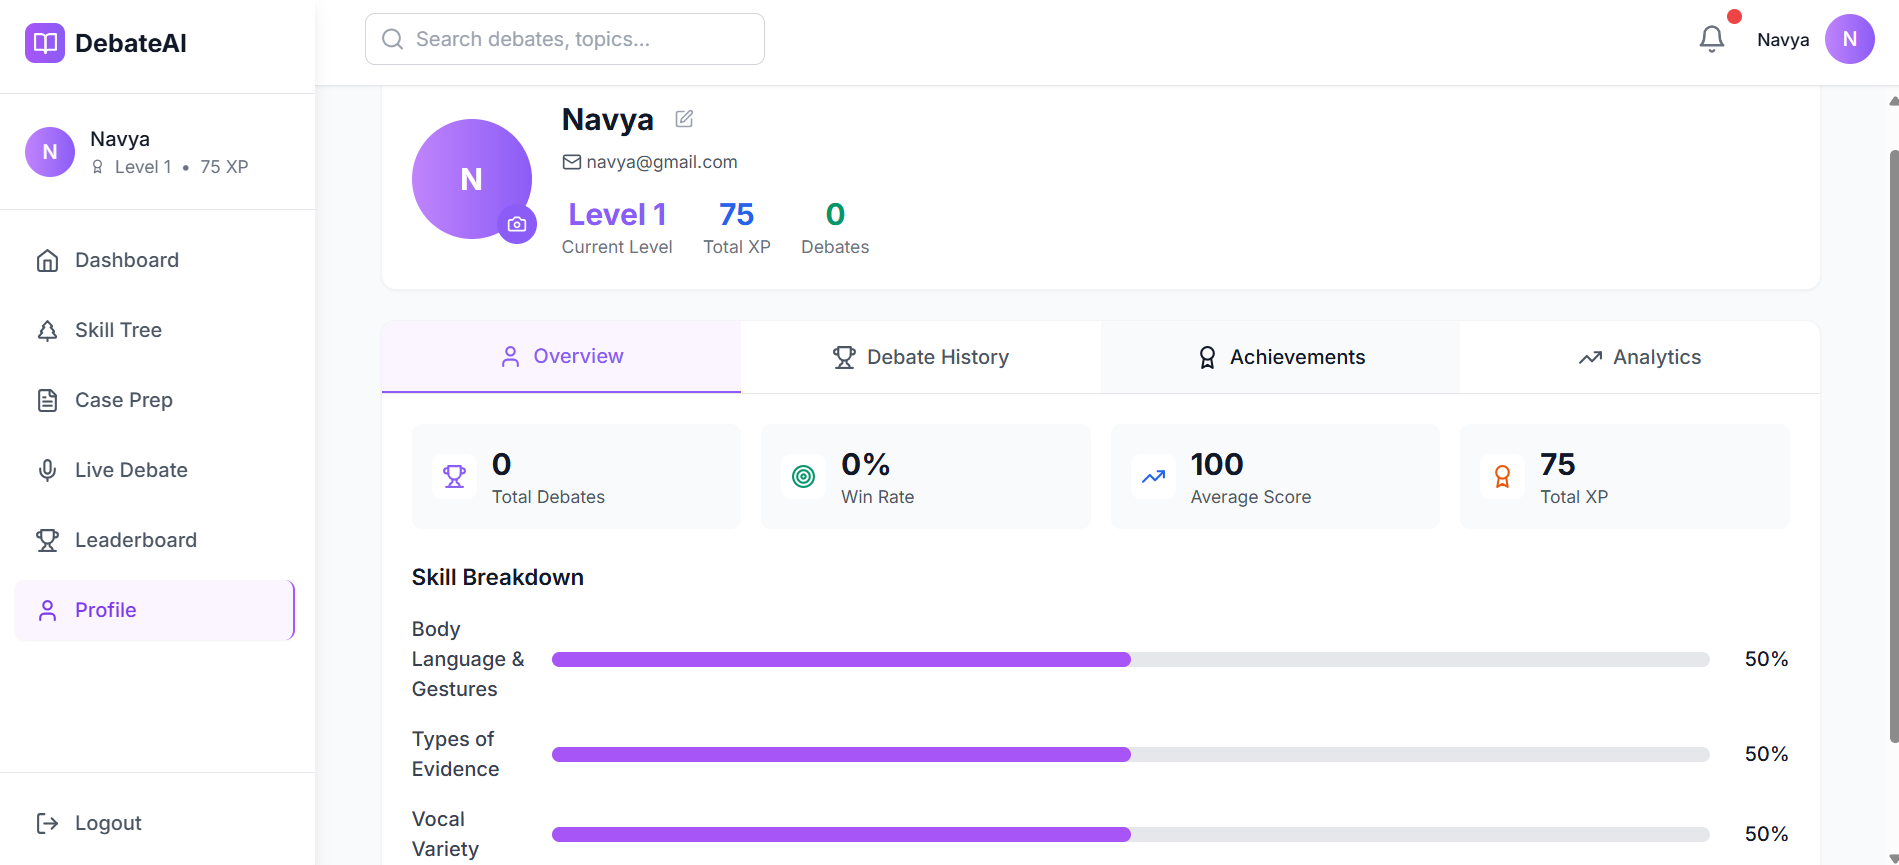 DebateAI
Search debates, topics...
Navya
N
N
Navya
Level 1 • 75 XP
Dashboard
Skill Tree
Case Prep
Live Debate
Leaderboard
Profile
Logout
N
Navya
navya@gmail.com
Level 1
Current Level
75
Total XP
0
Debates
Overview
Debate History
Achievements
Analytics
0
Total Debates
0%
Win Rate
100
Average Score
75
Total XP
Skill Breakdown
Body
Language &
Gestures
50%
Types of
Evidence
50%
Vocal
Variety
50%